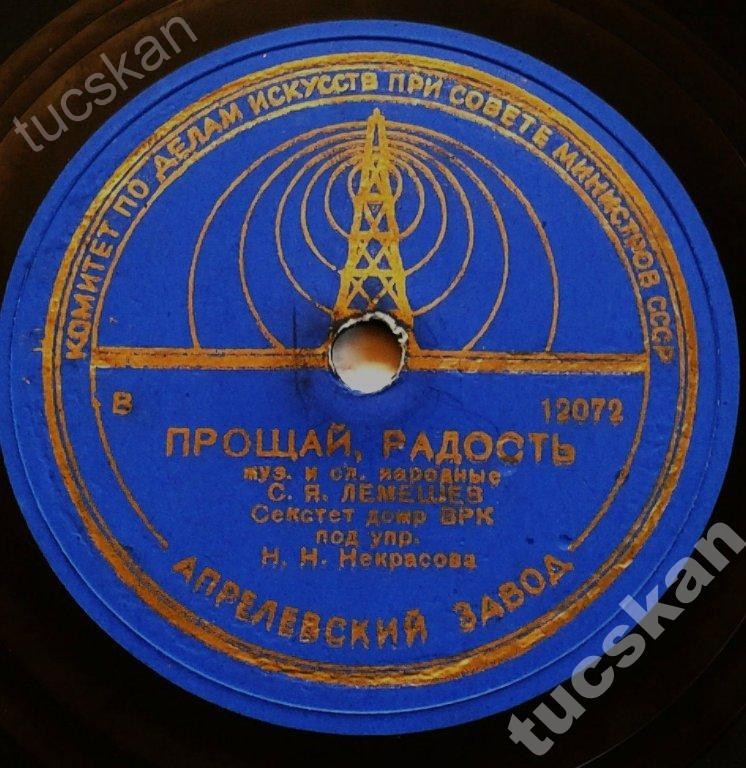 КОМИТЕТ ПО ДЕЛАМ ИСКУССТВ ПРИ СОВЕТЕ МИНИСТРОВ СССР
В 12072
ПРОЩАЙ, РАДОСТЬ
муз. и сл. народные
С. Я. ЛЕМЕШЕВ
Секстет домр ВРК
под упр.
Н. Н. Некрасова
АПРЕЛЕВСКИЙ ЗАВОД
tucskan
tucskan